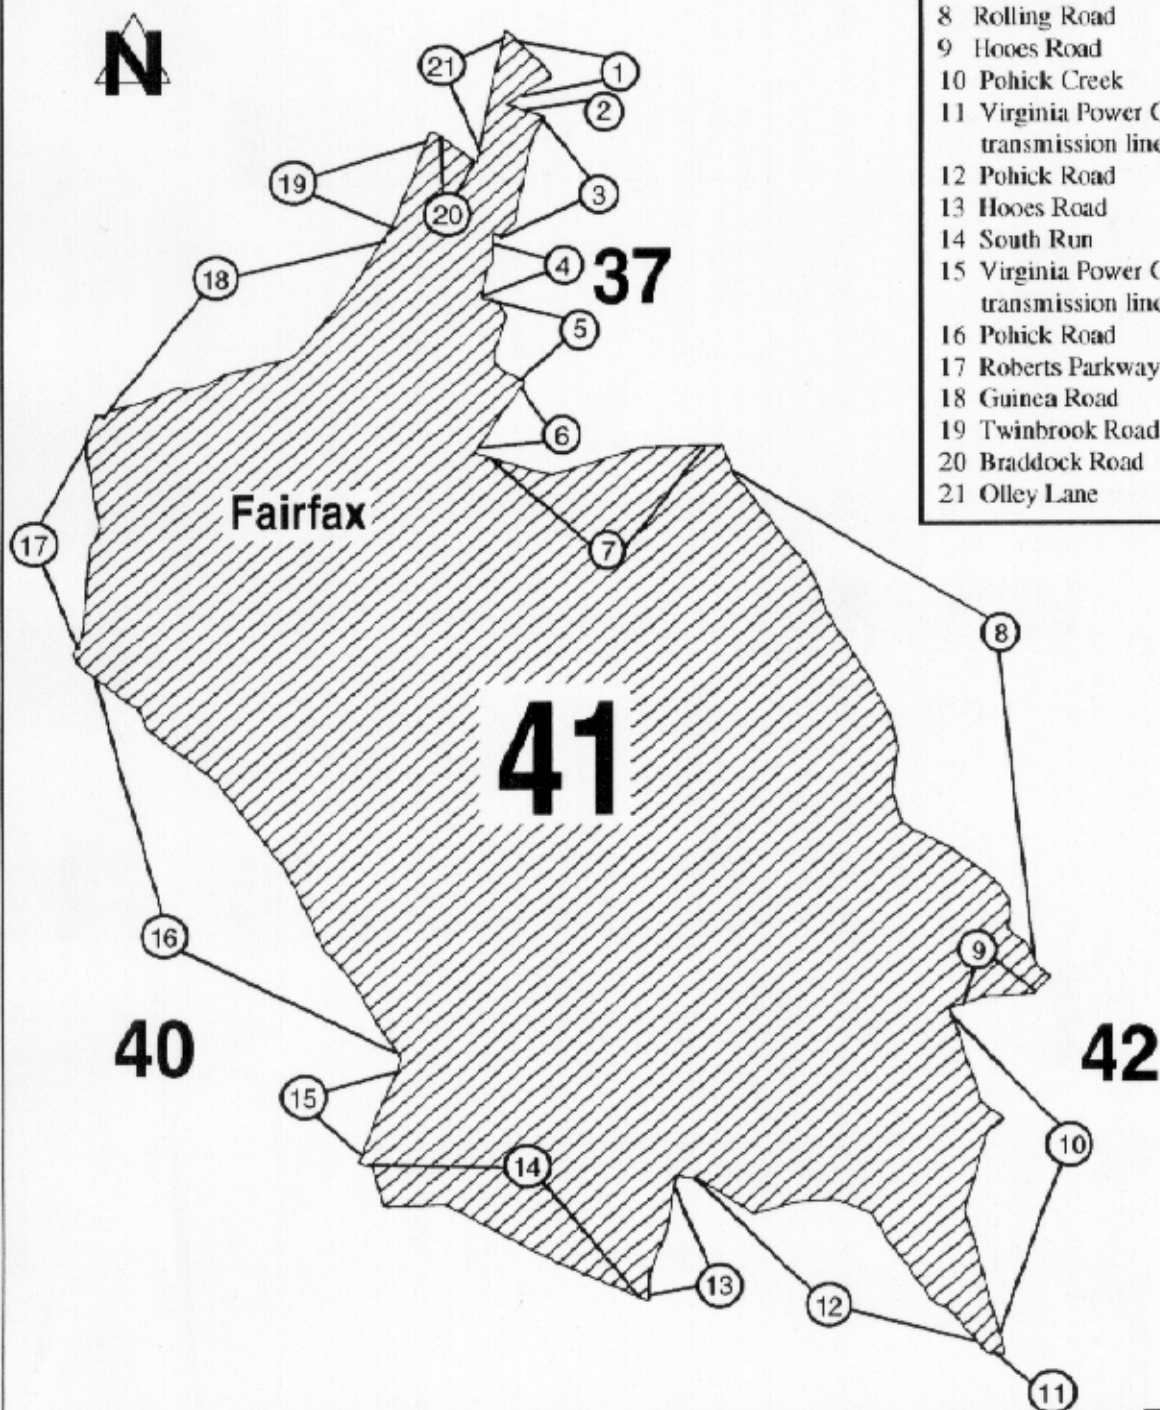 N
8 Rolling Road
9 Hooes Road
10 Pohick Creek
11 Virginia Power
transmission line
12 Pohick Road
13 Hooes Road
14 South Run
15 Virginia Power
transmission line
16 Pohick Road
17 Roberts Parkway
18 Guinea Road
19 Twinbrook Road
20 Braddock Road
21 Olley Lane
21
1
2
19
3
20
18
4
37
5
6
Fairfax
17
7
8
41
16
9
40
42
15
10
14
13
12
11